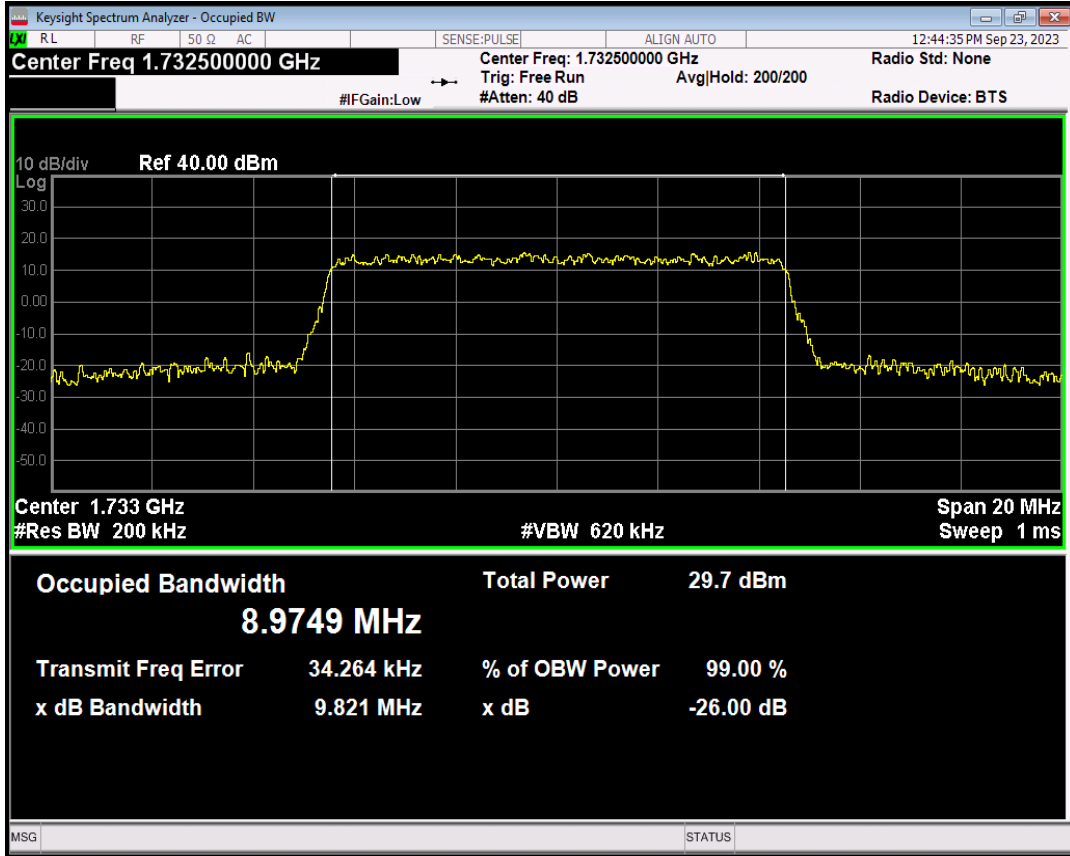 Keysight Spectrum Analyzer - Occupied BW
LXI RL RF 50 Ω AC SENSE:PULSE ALIGN AUTO 12:44:35 PM Sep 23, 2023
Center Freq 1.732500000 GHz Center Freq: 1.732500000 GHz Radio Std: None
Trig: Free Run Avg|Hold: 200/200
#IFGain:Low #Atten: 40 dB Radio Device: BTS
10 dB/div Ref 40.00 dBm
Log
30.0
20.0
10.0
0.00
-10.0
-20.0
-30.0
-40.0
-50.0
Center 1.733 GHz Span 20 MHz
#Res BW 200 kHz #VBW 620 kHz Sweep 1 ms
Occupied Bandwidth Total Power 29.7 dBm
8.9749 MHz
Transmit Freq Error 34.264 kHz % of OBW Power 99.00 %
x dB Bandwidth 9.821 MHz x dB -26.00 dB
MSG STATUS